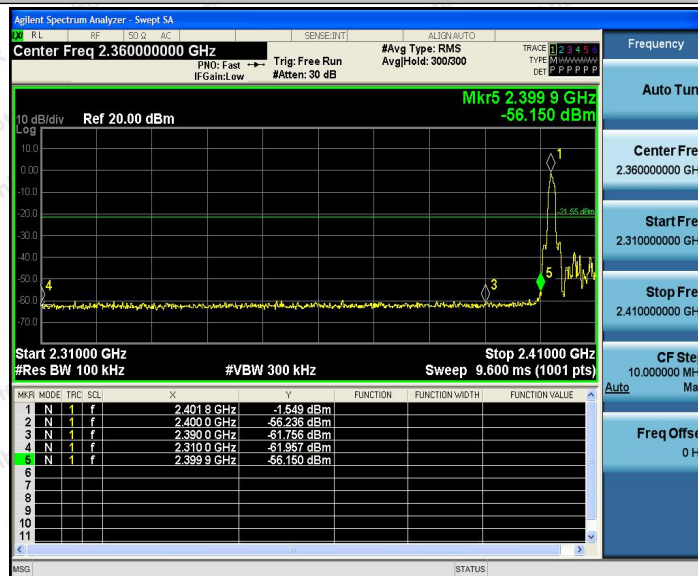 Agilent Spectrum Analyzer - Swept SA
LXI RL RF 50 Ω AC SENSE:INT ALIGN AUTO
Center Freq 2.360000000 GHz
PNO: Fast
IFGain:Low
Trig: Free Run
#Atten: 30 dB
#Avg Type: RMS
Avg|Hold: 300/300
TRACE 1 2 3 4 5 6
TYPE M
DET P P P P P P
Mkr5 2.399 9 GHz
-56.150 dBm
10 dB/div Ref 20.00 dBm
Log
10.0
0.00
-10.0
-20.0
-30.0
-40.0
-50.0
-60.0
-70.0
1
-21.55 dBm
5
3
4
Start 2.31000 GHz Stop 2.41000 GHz
#Res BW 100 kHz #VBW 300 kHz Sweep 9.600 ms (1001 pts)
MKR MODE TRC SCL X Y FUNCTION FUNCTION WIDTH FUNCTION VALUE
1 N 1 f 2.401 8 GHz -1.549 dBm
2 N 1 f 2.400 0 GHz -56.236 dBm
3 N 1 f 2.390 0 GHz -61.756 dBm
4 N 1 f 2.310 0 GHz -61.957 dBm
5 N 1 f 2.399 9 GHz -56.150 dBm
6
7
8
9
10
11
MSG STATUS
Frequency
Auto Tun
Center Fre
2.360000000 GH
Start Fre
2.310000000 GH
Stop Fre
2.410000000 GH
CF Ste
10.000000 MH
Auto Ma
Freq Offse
0 H